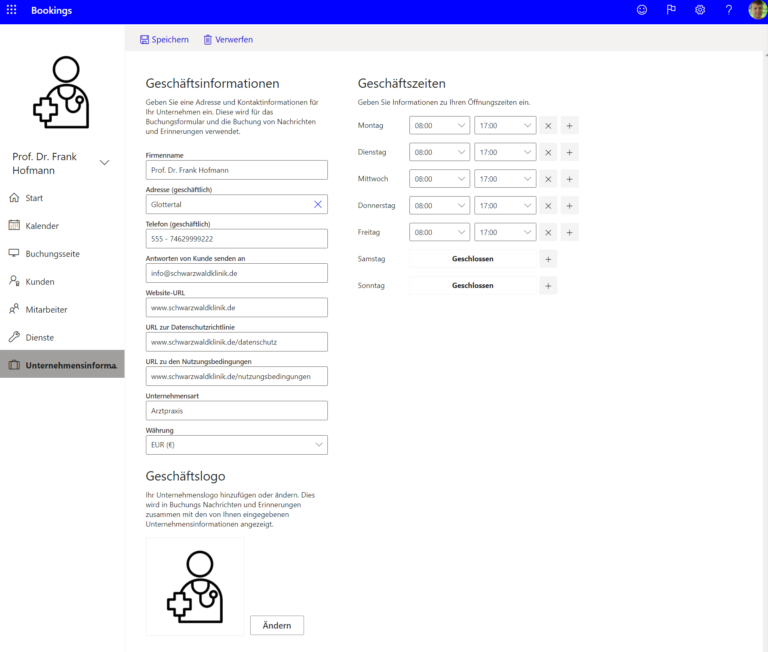 Bookings
?
Speichern
Verwerfen
Prof. Dr. Frank
Hofmann
Start
Kalender
Buchungsseite
Kunden
Mitarbeiter
Dienste
Unternehmensinforma
Geschäftsinformationen
Geben Sie eine Adresse und Kontaktinformationen für
Ihr Unternehmen ein. Diese wird für das
Buchungsformular und die Buchung von Nachrichten
und Erinnerungen verwendet.
Firmenname
Prof. Dr. Frank Hofmann
Adresse (geschäftlich)
Glottertal
Telefon (geschäftlich)
555 - 74629999222
Antworten von Kunde senden an
info@schwarzwaldklinik.de
Website-URL
www.schwarzwaldklinik.de
URL zur Datenschutzrichtlinie
www.schwarzwaldklinik.de/datenschutz
URL zu den Nutzungsbedingungen
www.schwarzwaldklinik.de/nutzungsbedingungen
Unternehmensart
Arztpraxis
Währung
EUR (€)
Geschäftslogo
Ihr Unternehmenslogo hinzufügen oder ändern. Dies
wird in Buchungs Nachrichten und Erinnerungen
zusammen mit den von Ihnen eingegebenen
Unternehmensinformationen angezeigt.
Ändern
Geschäftszeiten
Geben Sie Informationen zu Ihren Öffnungszeiten ein.
Montag 08:00 17:00
Dienstag 08:00 17:00
Mittwoch 08:00 17:00
Donnerstag 08:00 17:00
Freitag 08:00 17:00
Samstag Geschlossen
Sonntag Geschlossen